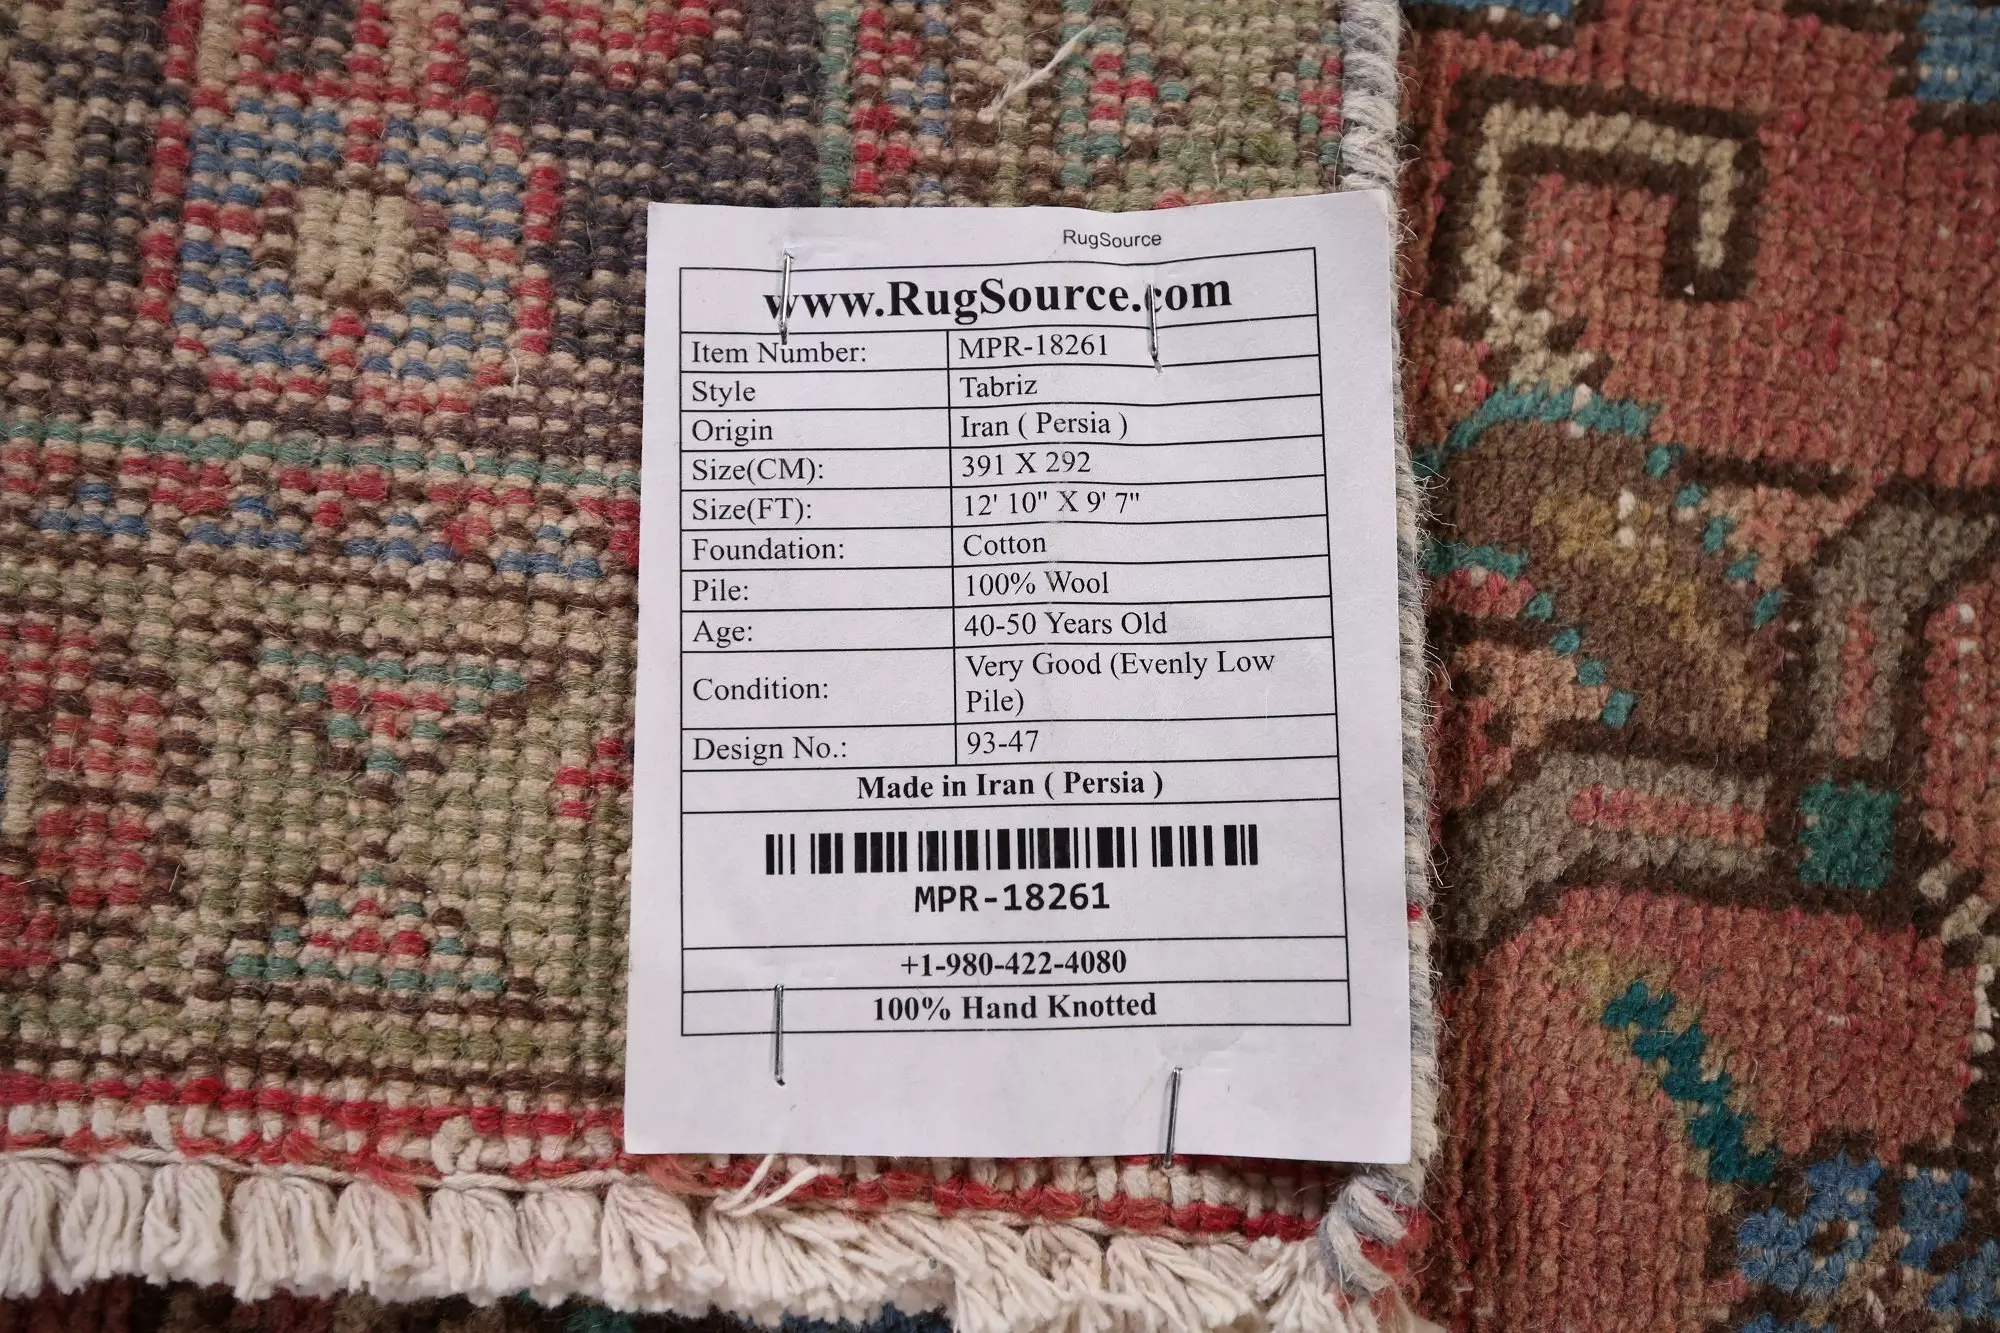 RugSource
www.RugSource.com
Item Number: MPR-18261
Style Tabriz
Origin Iran ( Persia )
Size(CM): 391 X 292
Size(FT): 12' 10" X 9' 7"
Foundation: Cotton
Pile: 100% Wool
Age: 40-50 Years Old
Condition: Very Good (Evenly Low
Pile)
Design No.: 93-47
Made in Iran ( Persia )
MPR-18261
+1-980-422-4080
100% Hand Knotted